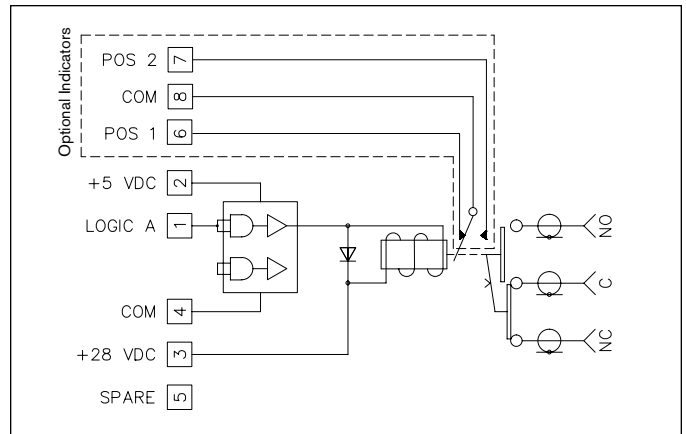 Optional Indicators
POS 2 7
COM 8
POS 1 6
+5 VDC 2
LOGIC A 1
COM 4
+28 VDC 3
SPARE 5
NO
C
NC